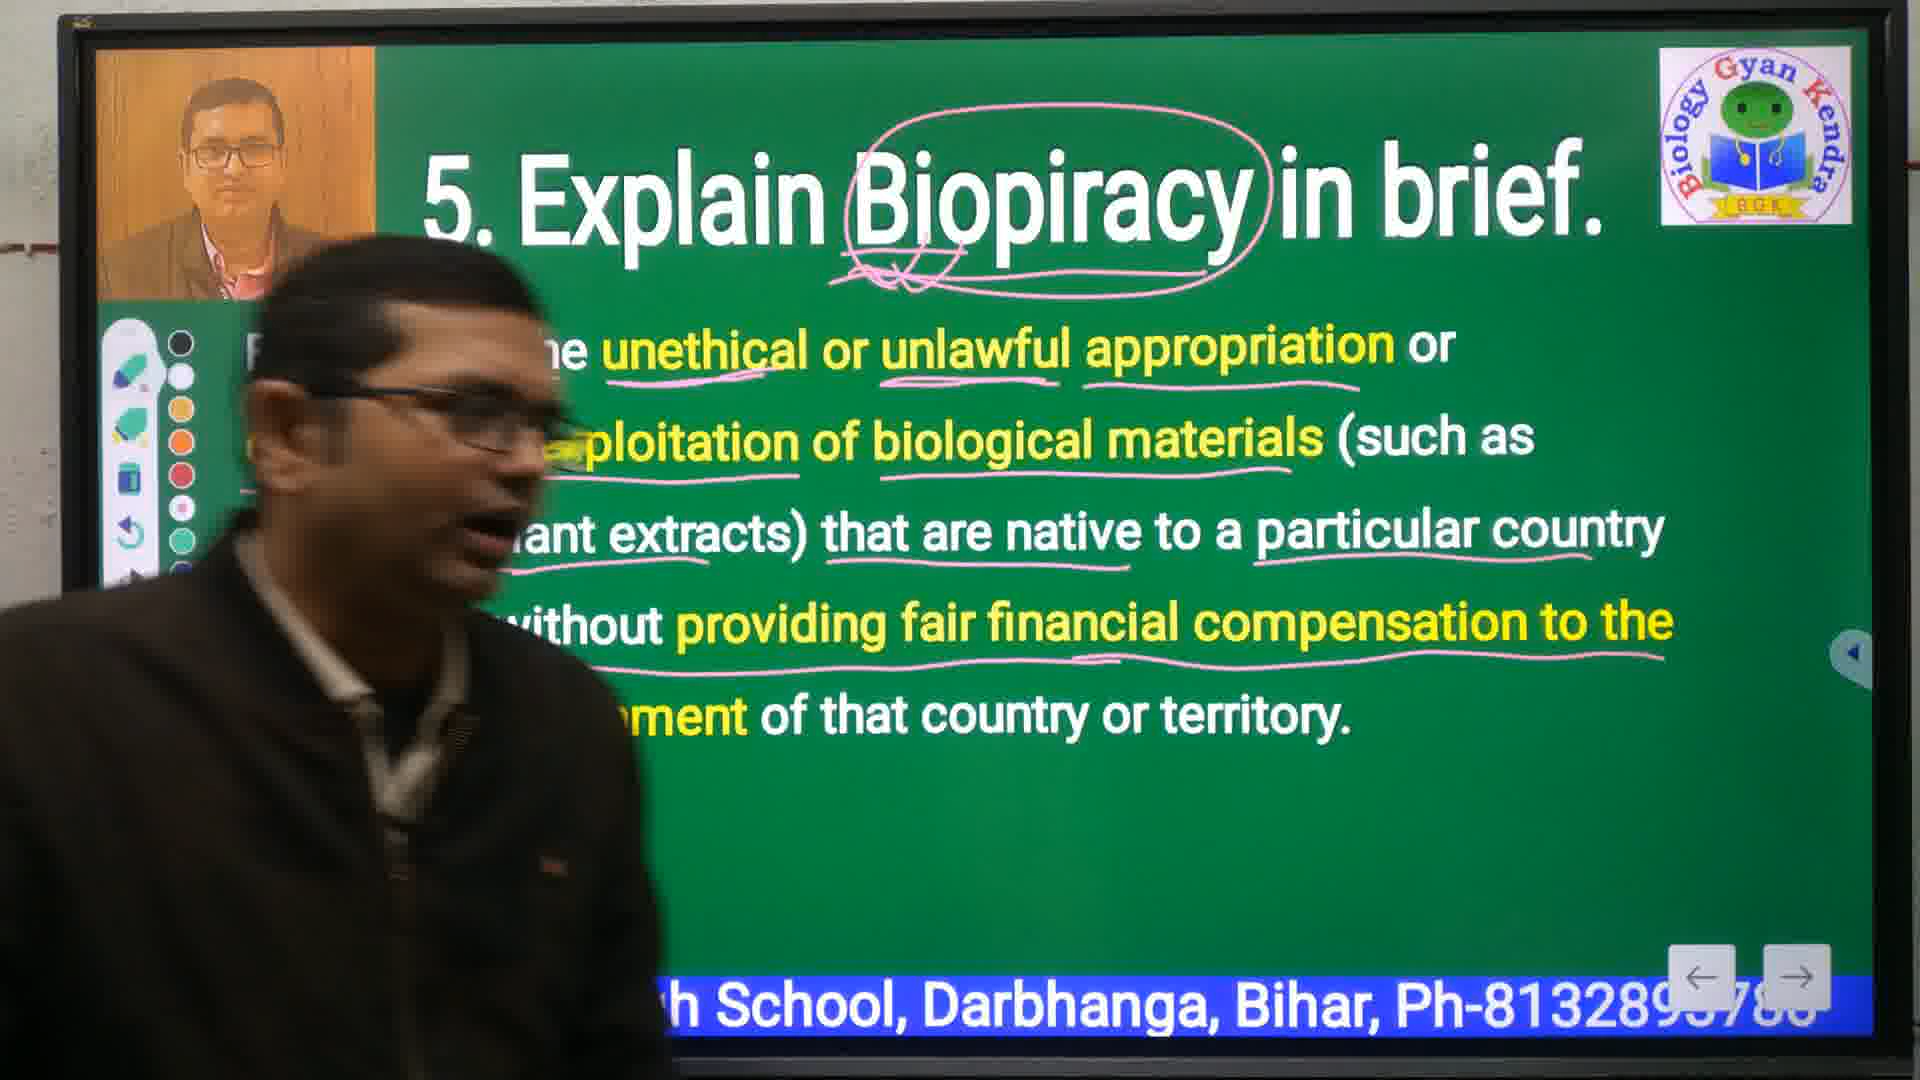 Biology Gyan Kendra
B G K
5. Explain Biopiracy in brief.
unethical or unlawful appropriation or
ploitation of biological materials (such as
ant extracts) that are native to a particular country
without providing fair financial compensation to the
nment of that country or territory.
School, Darbhanga, Bihar, Ph-81328